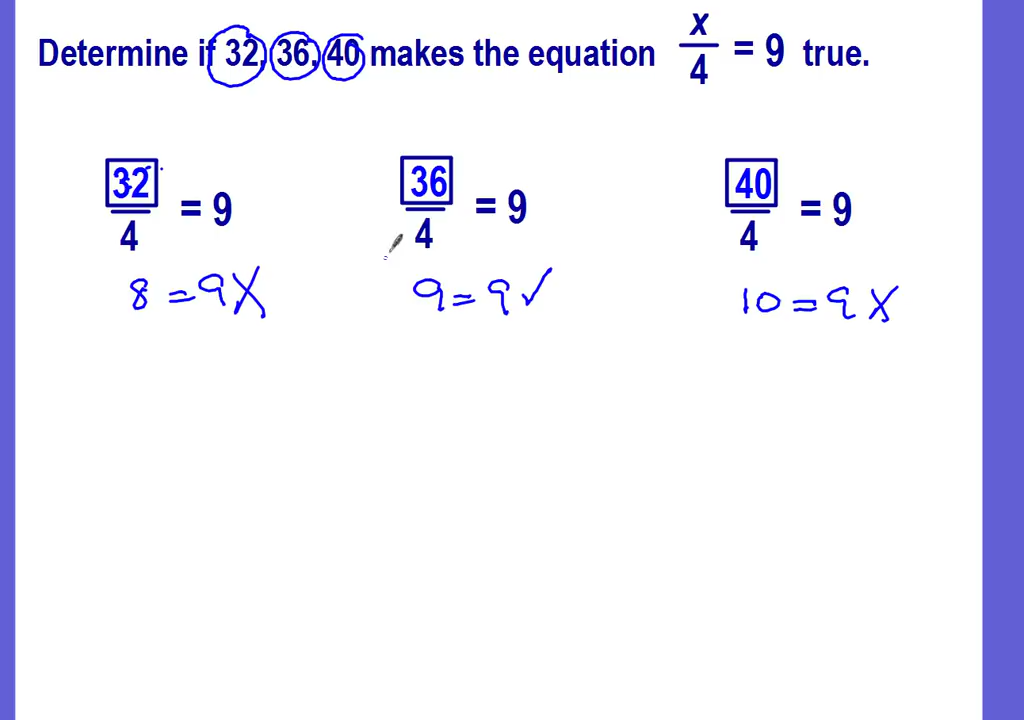 Determine if 32, 36, 40 makes the equation x/4 = 9 true.
32/4 = 9 36/4 = 9 40/4 = 9
8 = 9 X 9 = 9 ✓ 10 = 9 X